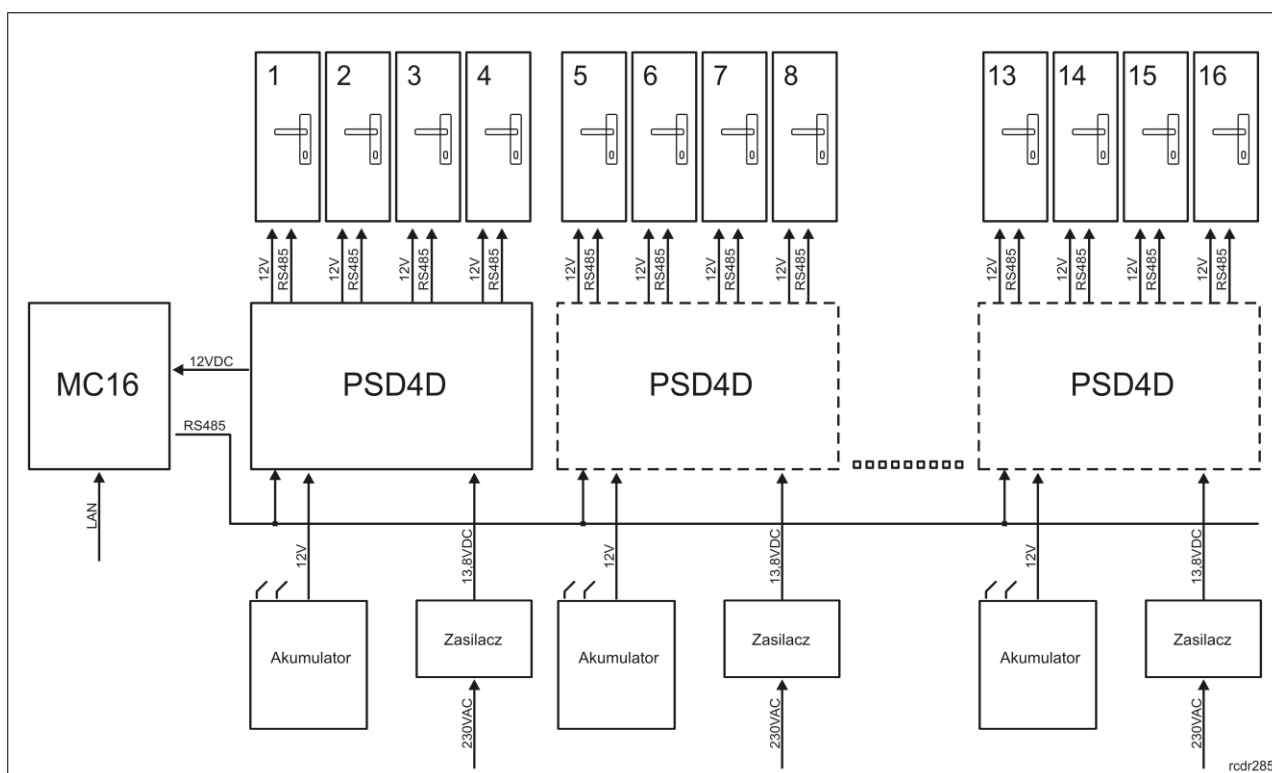 1 2 3 4 5 6 7 8 13 14 15 16
12V RS485 12V RS485 12V RS485 12V RS485 12V RS485 12V RS485 12V RS485 12V RS485 12V RS485 12V RS485 12V RS485 12V RS485
MC16 12VDC PSD4D PSD4D PSD4D
RS485
LAN
12V 13.8VDC 12V 13.8VDC 12V 13.8VDC
Akumulator Zasilacz Akumulator Zasilacz Akumulator Zasilacz
230VAC 230VAC 230VAC
rcdr285